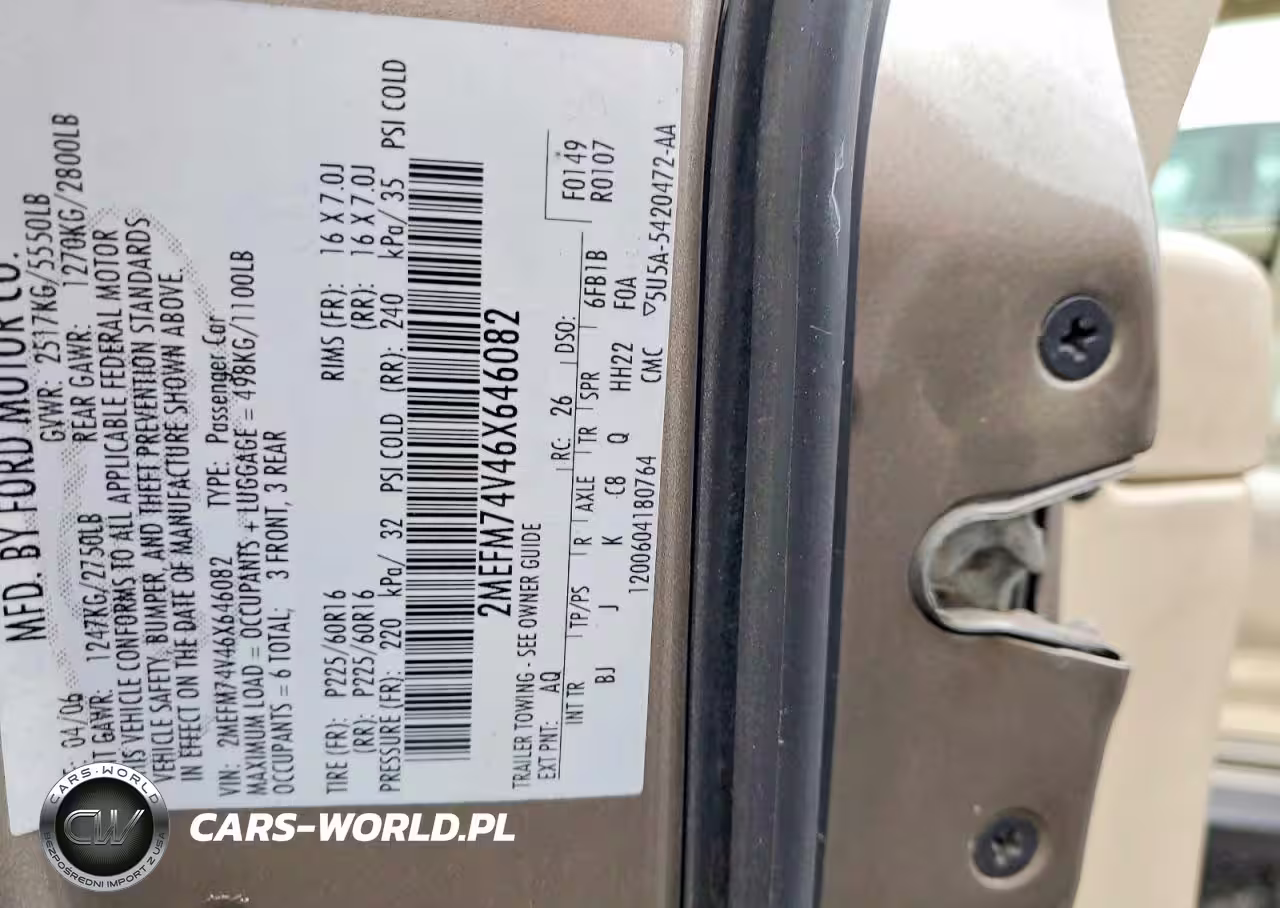 MFD. BY FORD MOTOR CO.
04/06 GVWR: 2517KG/5550LB
GAWR: 1247KG/2750LB REAR GAWR: 1270KG/2800LB
VEHICLE CONFORMS TO ALL APPLICABLE FEDERAL MOTOR
VEHICLE SAFETY, BUMPER, AND THEFT PREVENTION STANDARDS
IN EFFECT ON THE DATE OF MANUFACTURE SHOWN ABOVE.
VIN: 2MEFM74V46X646082 TYPE: Passenger Car
MAXIMUM LOAD = OCCUPANTS + LUGGAGE = 498KG/1100LB
OCCUPANTS = 6 TOTAL; 3 FRONT, 3 REAR
TIRE (FR): P225/60R16 RIMS (FR): 16 X 7.0J
(RR): P225/60R16 (RR): 16 X 7.0J
PRESSURE (FR): 220 kPa/ 32 PSI COLD (RR): 240 kPa/ 35 PSI COLD
2MEFM74V46X646082
TRAILER TOWING - SEE OWNER GUIDE
F0149
R0107
EXT PNT: AQ RC: 26 DSO:
INT TR TP/PS R AXLE TR SPR 6FB1B
BJ J K C8 Q HH22 F0A
12006041180764 CMC ▽5U5A-5420472-AA
CARS-WORLD
CW
BEZPOŚREDNI IMPORT Z USA
CARS-WORLD.PL